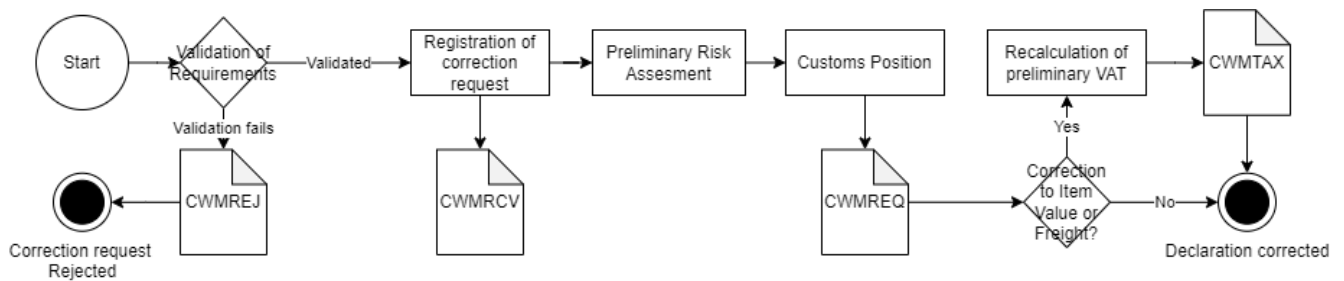 Start
Validation of
Requirements
Validated
Registration of
correction
request
Preliminary Risk
Assesment
Customs Position
Recalculation of
preliminary VAT
CWMTAX
Validation fails
Yes
CWMREJ
CWMRCV
CWMREQ
Correction
to Item
Value or
Freight?
No
Correction request
Rejected
Declaration corrected